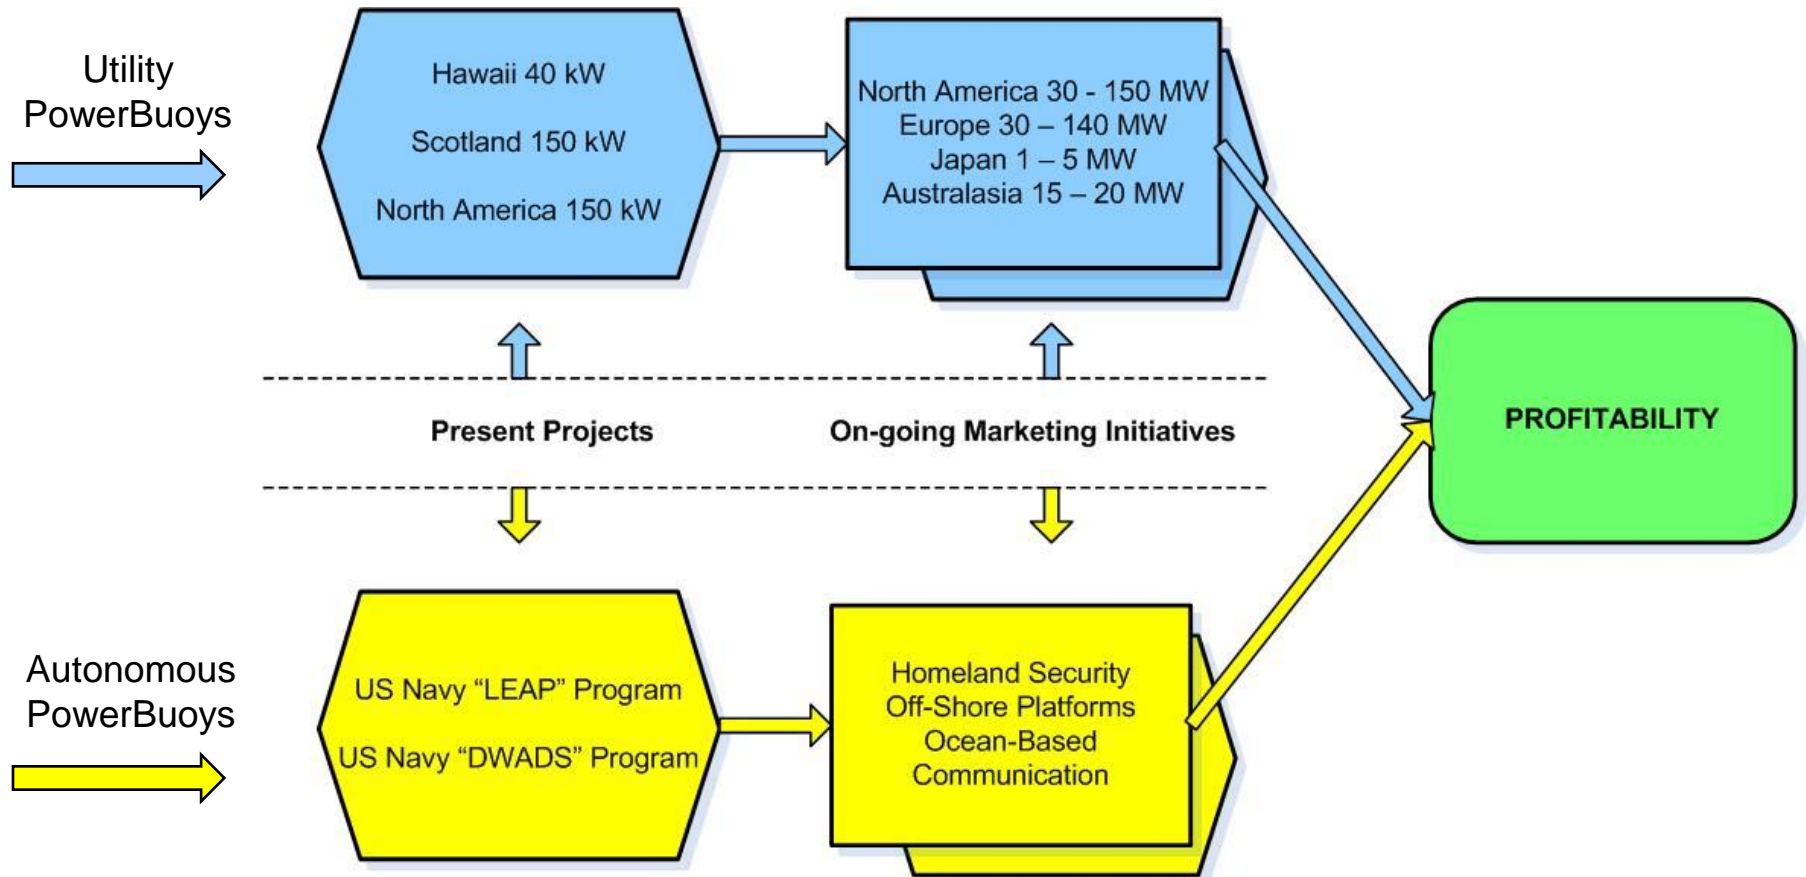 Utility
PowerBuoys
Hawaii 40 kW
Scotland 150 kW
North America 150 kW
North America 30 - 150 MW
Europe 30 – 140 MW
Japan 1 – 5 MW
Australasia 15 – 20 MW
Present Projects
On-going Marketing Initiatives
PROFITABILITY
Autonomous
PowerBuoys
US Navy “LEAP” Program
US Navy “DWADS” Program
Homeland Security
Off-Shore Platforms
Ocean-Based
Communication